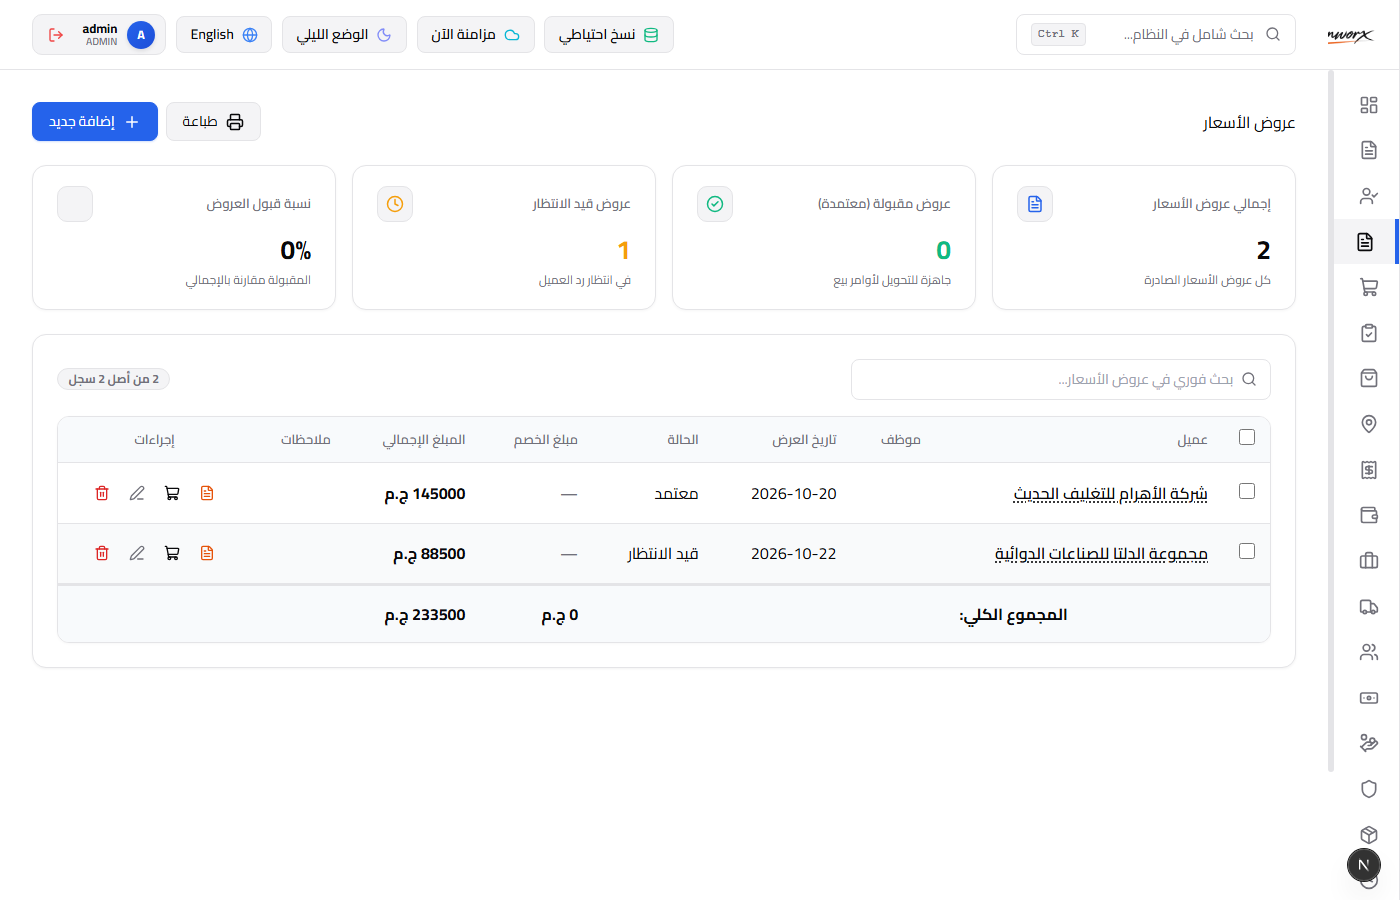 nworx
بحث شامل في النظام...
Ctrl K
نسخ احتياطي
مزامنة الآن
الوضع الليلي
English
A
admin
ADMIN
عروض الأسعار
طباعة
إضافة جديد
إجمالي عروض الأسعار
2
كل عروض الأسعار الصادرة
عروض مقبولة (معتمدة)
0
جاهزة للتحويل لأوامر بيع
عروض قيد الانتظار
1
في انتظار رد العميل
نسبة قبول العروض
0%
المقبولة مقارنة بالإجمالي
بحث فوري في عروض الأسعار...
2 من أصل 2 سجل
عميل موظف تاريخ العرض الحالة مبلغ الخصم المبلغ الإجمالي ملاحظات إجراءات
شركة الأهرام للتغليف الحديث 2026-10-20 معتمد — 145000 ج.م
مجموعة الدلتا للصناعات الدوائية 2026-10-22 قيد الانتظار — 88500 ج.م
المجموع الكلي: 0 ج.م 233500 ج.م
N